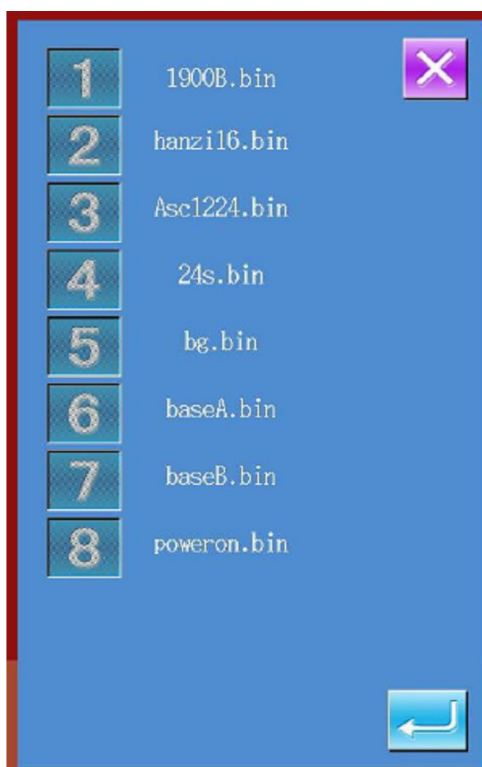 1 1900B.bin
2 hanzi16.bin
3 Asc1224.bin
4 24s.bin
5 bg.bin
6 baseA.bin
7 baseB.bin
8 poweron.bin